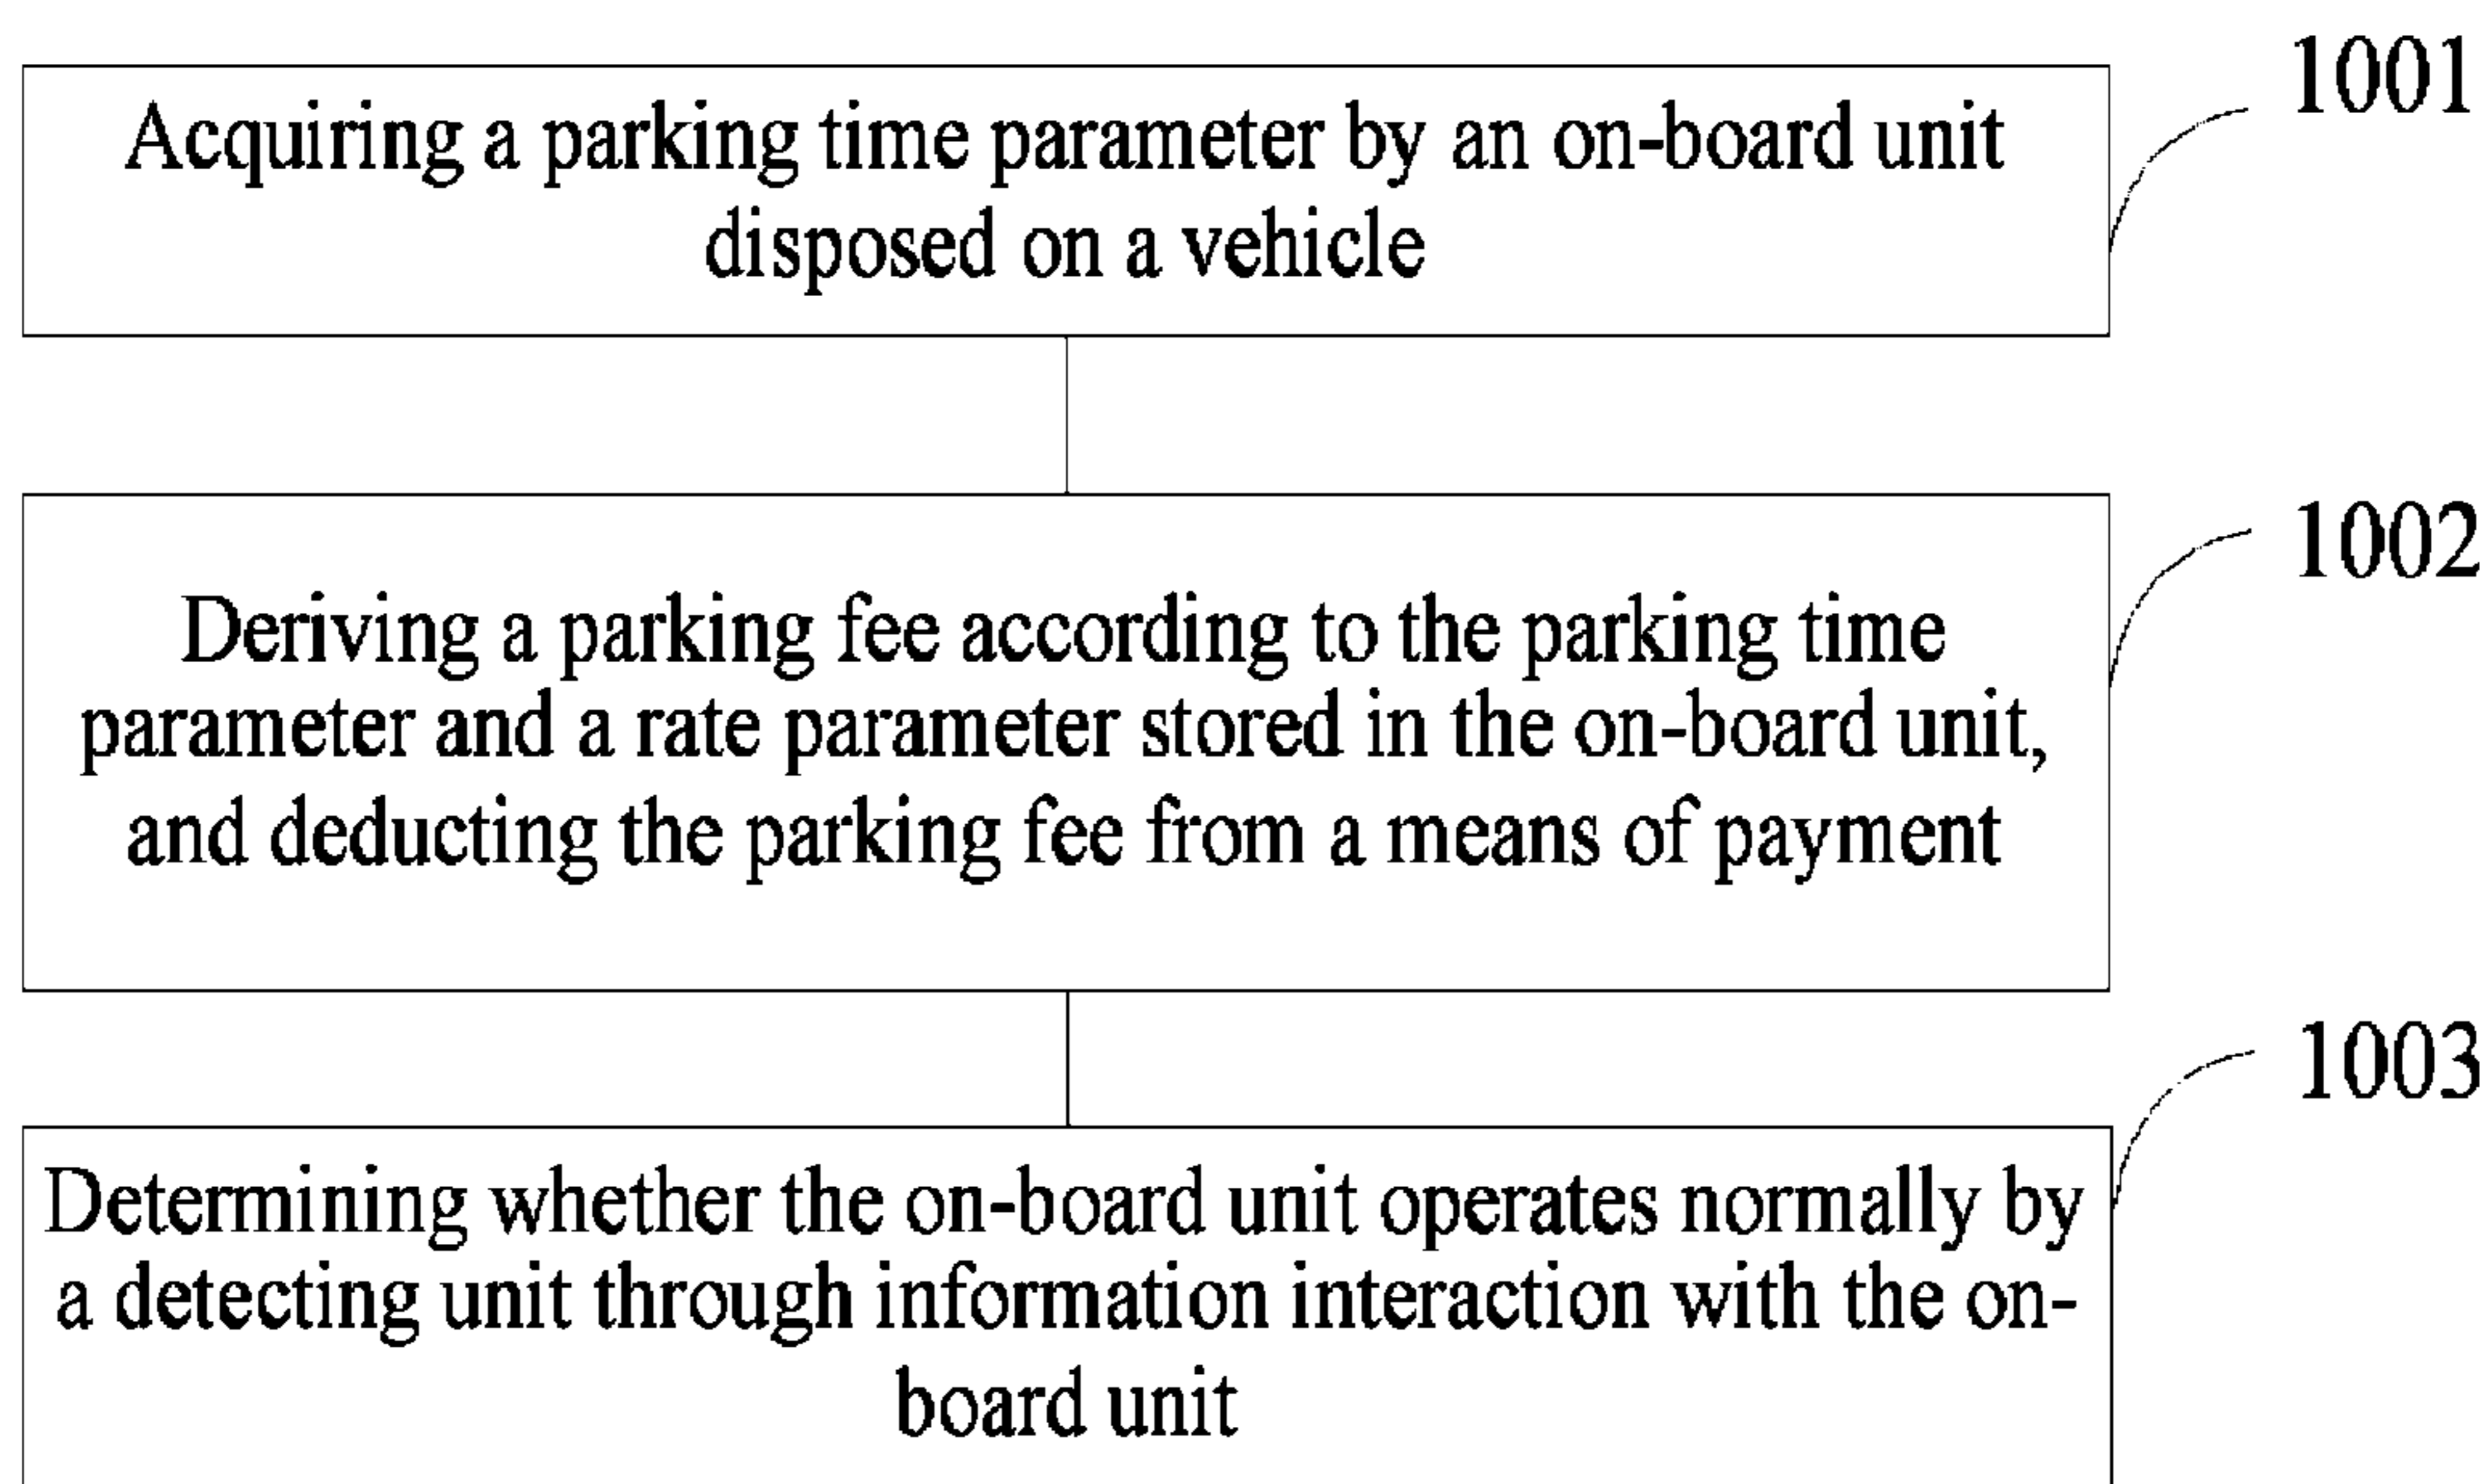 1001
Acquiring a parking time parameter by an on-board unit
disposed on a vehicle
1002
Deriving a parking fee according to the parking time
parameter and a rate parameter stored in the on-board unit,
and deducting the parking fee from a means of payment
1003
Determining whether the on-board unit operates normally by
a detecting unit through information interaction with the on-
board unit